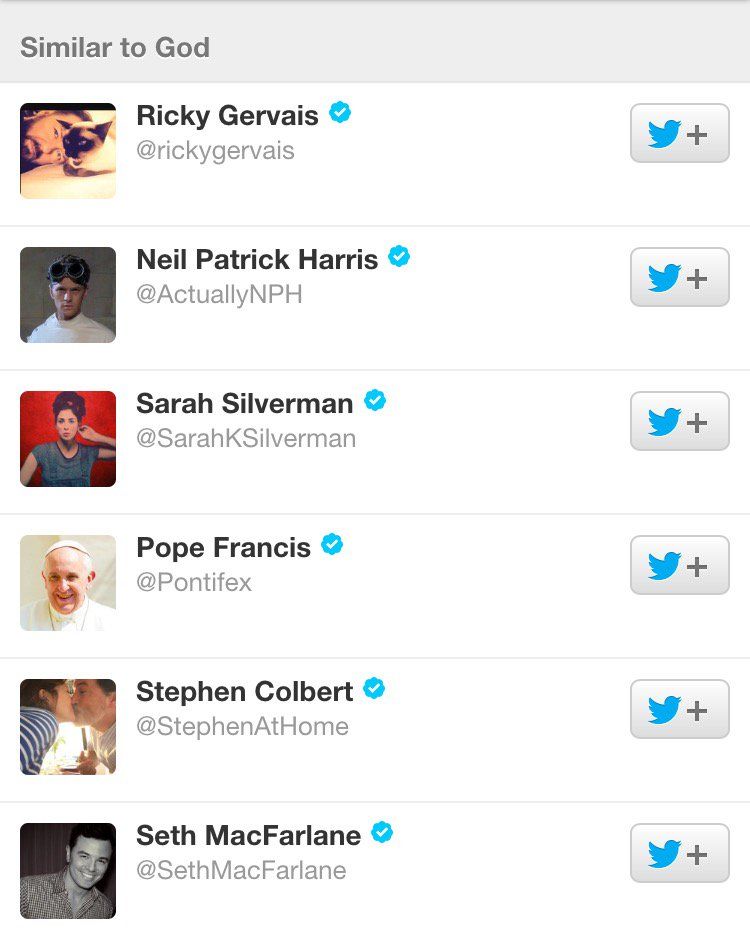 Similar to God
Ricky Gervais
@rickygervais
Neil Patrick Harris
@ActuallyNPH
Sarah Silverman
@SarahKSilverman
Pope Francis
@Pontifex
Stephen Colbert
@StephenAtHome
Seth MacFarlane
@SethMacFarlane